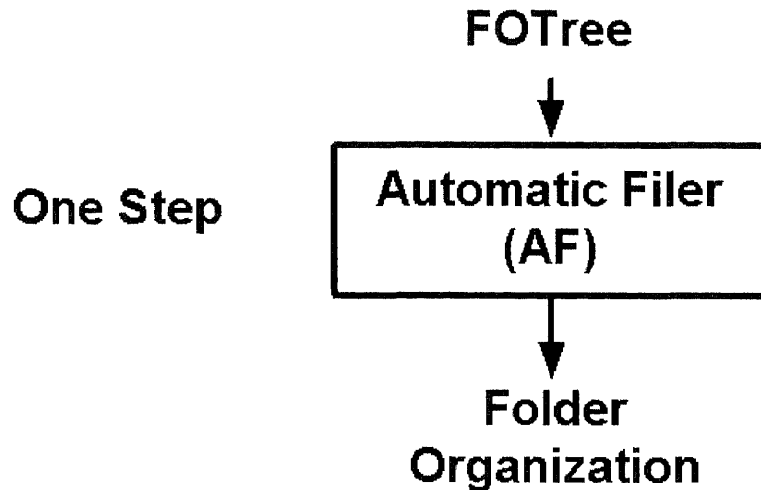 FOTree
One Step
Automatic Filer
(AF)
Folder
Organization